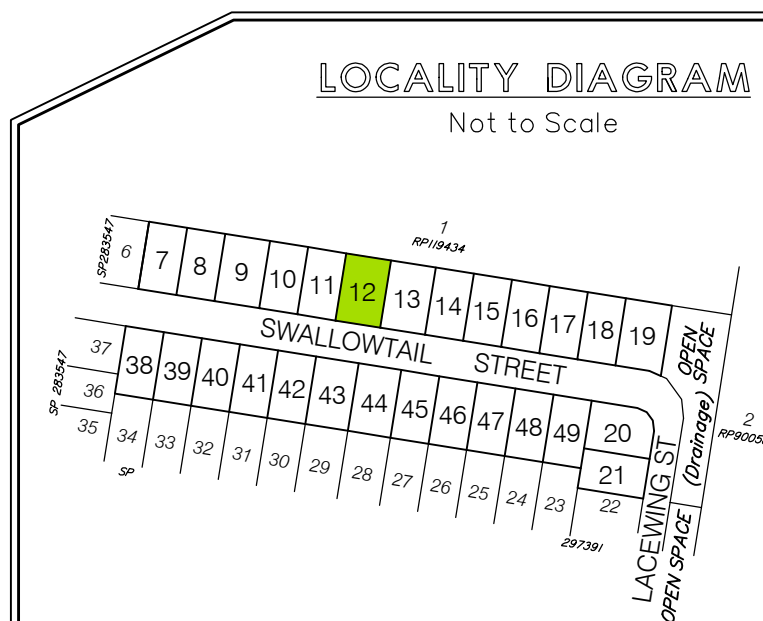 LOCALITY DIAGRAM
Not to Scale
1
RP119434
SP283547
6 7 8 9 10 11 12 13 14 15 16 17 18 19
SWALLOWTAIL STREET
OPEN SPACE
(Drainage)
2
37 38 39 40 41 42 43 44 45 46 47 48 49 20
SP 283547
36
35 34 33 32 31 30 29 28 27 26 25 24 23 22
21
SP
297391
LACEWING ST
OPEN SPACE